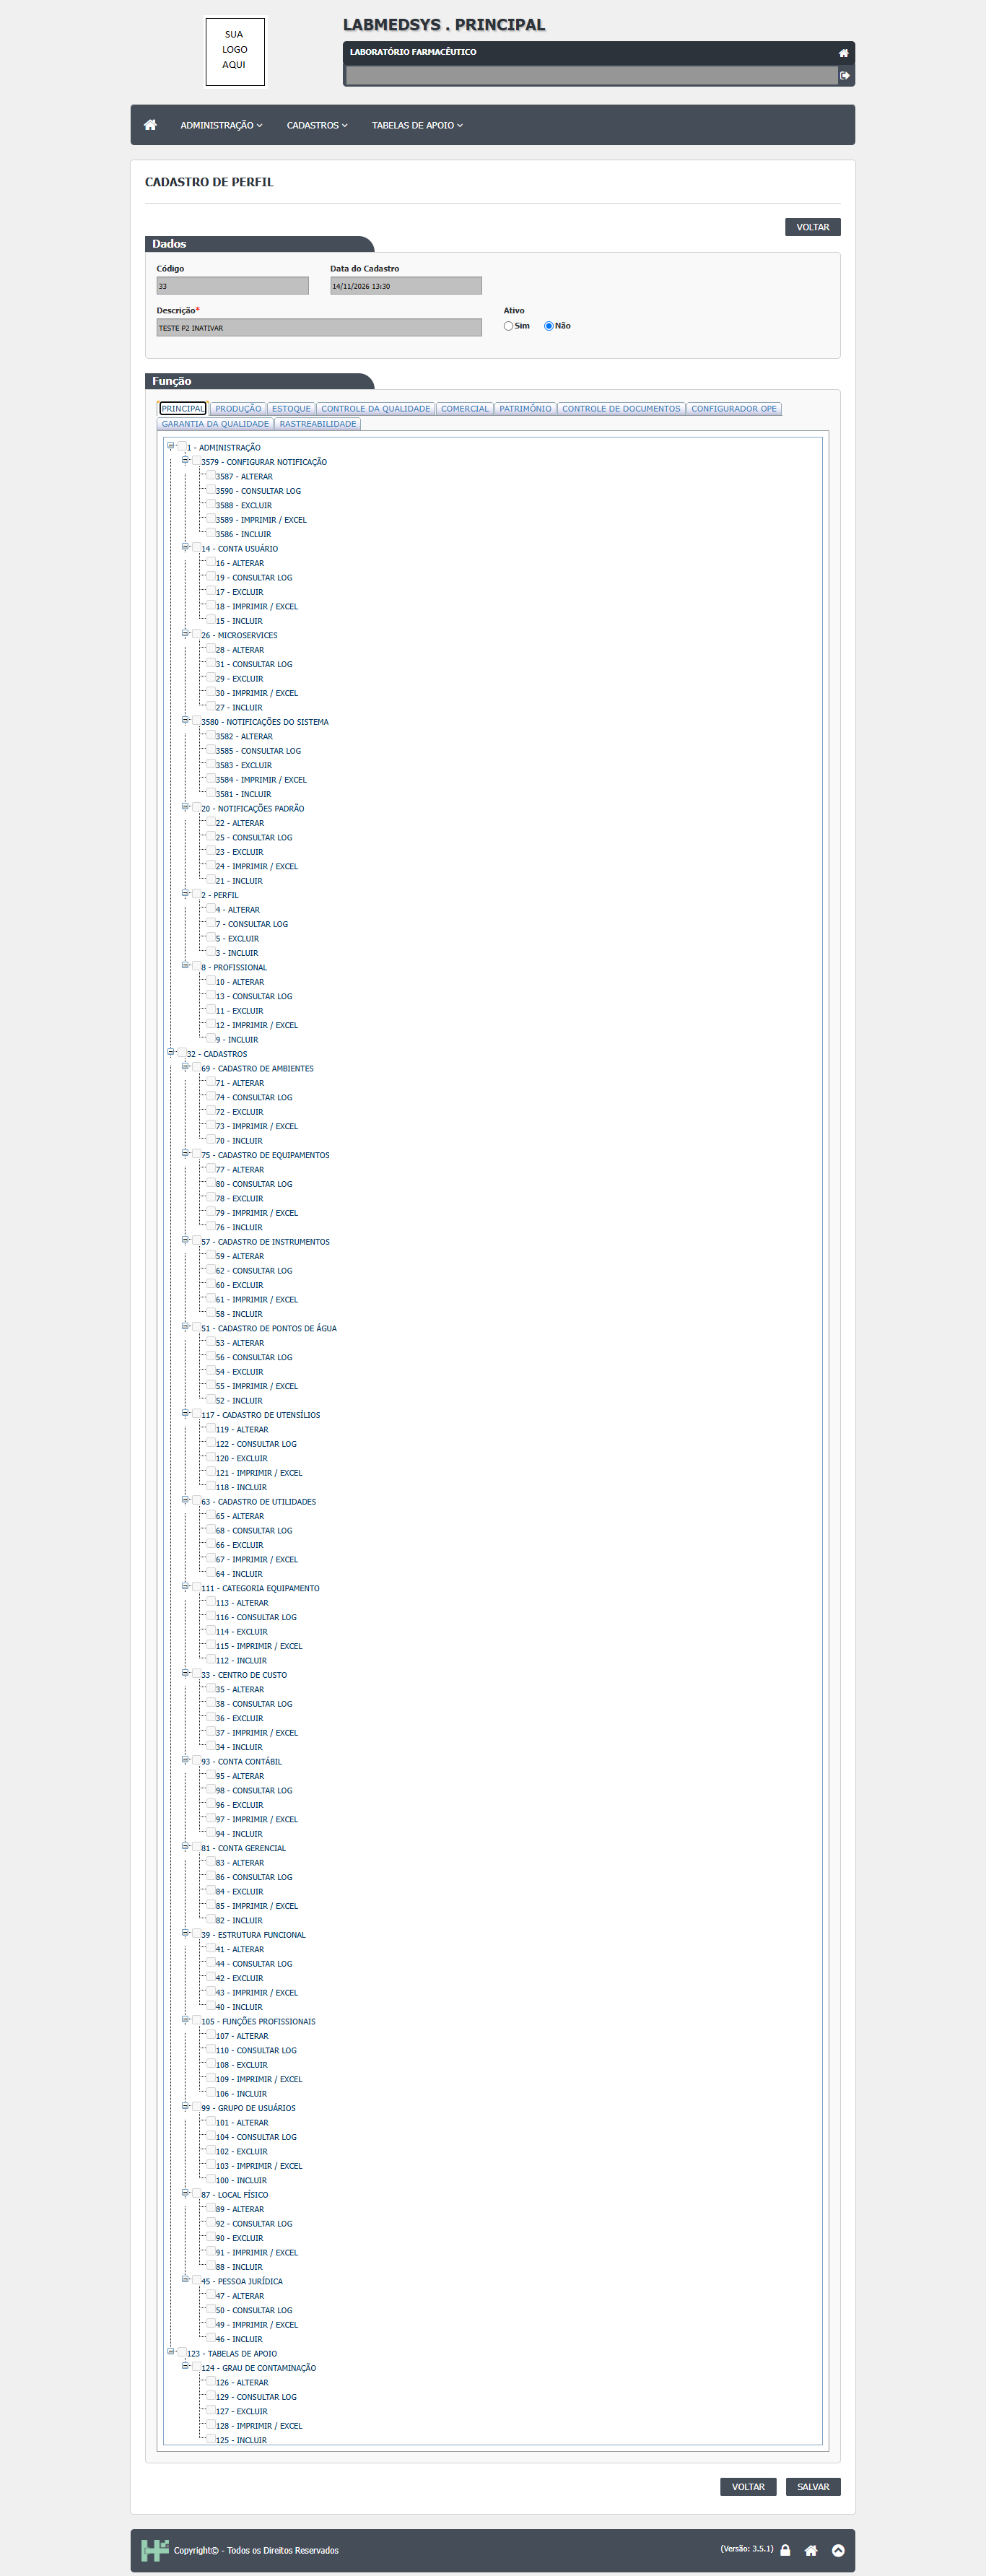 SUA
LOGO
AQUI
LABMEDSYS . PRINCIPAL
LABORATÓRIO FARMACÊUTICO
ADMINISTRAÇÃO CADASTROS TABELAS DE APOIO
CADASTRO DE PERFIL
VOLTAR
Dados
Código Data do Cadastro
33 14/11/2026 13:30
Descrição* Ativo
TESTE P2 INATIVAR Sim Não
Função
PRINCIPAL PRODUÇÃO ESTOQUE CONTROLE DA QUALIDADE COMERCIAL PATRIMÔNIO CONTROLE DE DOCUMENTOS CONFIGURADOR OPE
GARANTIA DA QUALIDADE RASTREABILIDADE
1 - ADMINISTRAÇÃO
3579 - CONFIGURAR NOTIFICAÇÃO
3587 - ALTERAR
3590 - CONSULTAR LOG
3588 - EXCLUIR
3589 - IMPRIMIR / EXCEL
3586 - INCLUIR
14 - CONTA USUÁRIO
16 - ALTERAR
19 - CONSULTAR LOG
17 - EXCLUIR
18 - IMPRIMIR / EXCEL
15 - INCLUIR
26 - MICROSERVICES
28 - ALTERAR
31 - CONSULTAR LOG
29 - EXCLUIR
30 - IMPRIMIR / EXCEL
27 - INCLUIR
3580 - NOTIFICAÇÕES DO SISTEMA
3582 - ALTERAR
3585 - CONSULTAR LOG
3583 - EXCLUIR
3584 - IMPRIMIR / EXCEL
3581 - INCLUIR
20 - NOTIFICAÇÕES PADRÃO
22 - ALTERAR
25 - CONSULTAR LOG
23 - EXCLUIR
24 - IMPRIMIR / EXCEL
21 - INCLUIR
2 - PERFIL
4 - ALTERAR
7 - CONSULTAR LOG
5 - EXCLUIR
3 - INCLUIR
8 - PROFISSIONAL
10 - ALTERAR
13 - CONSULTAR LOG
11 - EXCLUIR
12 - IMPRIMIR / EXCEL
9 - INCLUIR
32 - CADASTROS
69 - CADASTRO DE AMBIENTES
71 - ALTERAR
74 - CONSULTAR LOG
72 - EXCLUIR
73 - IMPRIMIR / EXCEL
70 - INCLUIR
75 - CADASTRO DE EQUIPAMENTOS
77 - ALTERAR
80 - CONSULTAR LOG
78 - EXCLUIR
79 - IMPRIMIR / EXCEL
76 - INCLUIR
57 - CADASTRO DE INSTRUMENTOS
59 - ALTERAR
62 - CONSULTAR LOG
60 - EXCLUIR
61 - IMPRIMIR / EXCEL
58 - INCLUIR
51 - CADASTRO DE PONTOS DE ÁGUA
53 - ALTERAR
56 - CONSULTAR LOG
54 - EXCLUIR
55 - IMPRIMIR / EXCEL
52 - INCLUIR
117 - CADASTRO DE UTENSÍLIOS
119 - ALTERAR
122 - CONSULTAR LOG
120 - EXCLUIR
121 - IMPRIMIR / EXCEL
118 - INCLUIR
63 - CADASTRO DE UTILIDADES
65 - ALTERAR
68 - CONSULTAR LOG
66 - EXCLUIR
67 - IMPRIMIR / EXCEL
64 - INCLUIR
111 - CATEGORIA EQUIPAMENTO
113 - ALTERAR
116 - CONSULTAR LOG
114 - EXCLUIR
115 - IMPRIMIR / EXCEL
112 - INCLUIR
33 - CENTRO DE CUSTO
35 - ALTERAR
38 - CONSULTAR LOG
36 - EXCLUIR
37 - IMPRIMIR / EXCEL
34 - INCLUIR
93 - CONTA CONTÁBIL
95 - ALTERAR
98 - CONSULTAR LOG
96 - EXCLUIR
97 - IMPRIMIR / EXCEL
94 - INCLUIR
81 - CONTA GERENCIAL
83 - ALTERAR
86 - CONSULTAR LOG
84 - EXCLUIR
85 - IMPRIMIR / EXCEL
82 - INCLUIR
39 - ESTRUTURA FUNCIONAL
41 - ALTERAR
44 - CONSULTAR LOG
42 - EXCLUIR
43 - IMPRIMIR / EXCEL
40 - INCLUIR
105 - FUNÇÕES PROFISSIONAIS
107 - ALTERAR
110 - CONSULTAR LOG
108 - EXCLUIR
109 - IMPRIMIR / EXCEL
106 - INCLUIR
99 - GRUPO DE USUÁRIOS
101 - ALTERAR
104 - CONSULTAR LOG
102 - EXCLUIR
103 - IMPRIMIR / EXCEL
100 - INCLUIR
87 - LOCAL FÍSICO
89 - ALTERAR
92 - CONSULTAR LOG
90 - EXCLUIR
91 - IMPRIMIR / EXCEL
88 - INCLUIR
45 - PESSOA JURÍDICA
47 - ALTERAR
50 - CONSULTAR LOG
49 - IMPRIMIR / EXCEL
46 - INCLUIR
123 - TABELAS DE APOIO
124 - GRAU DE CONTAMINAÇÃO
126 - ALTERAR
129 - CONSULTAR LOG
127 - EXCLUIR
128 - IMPRIMIR / EXCEL
125 - INCLUIR
VOLTAR SALVAR
Copyright© - Todos os Direitos Reservados (Versão: 3.5.1)